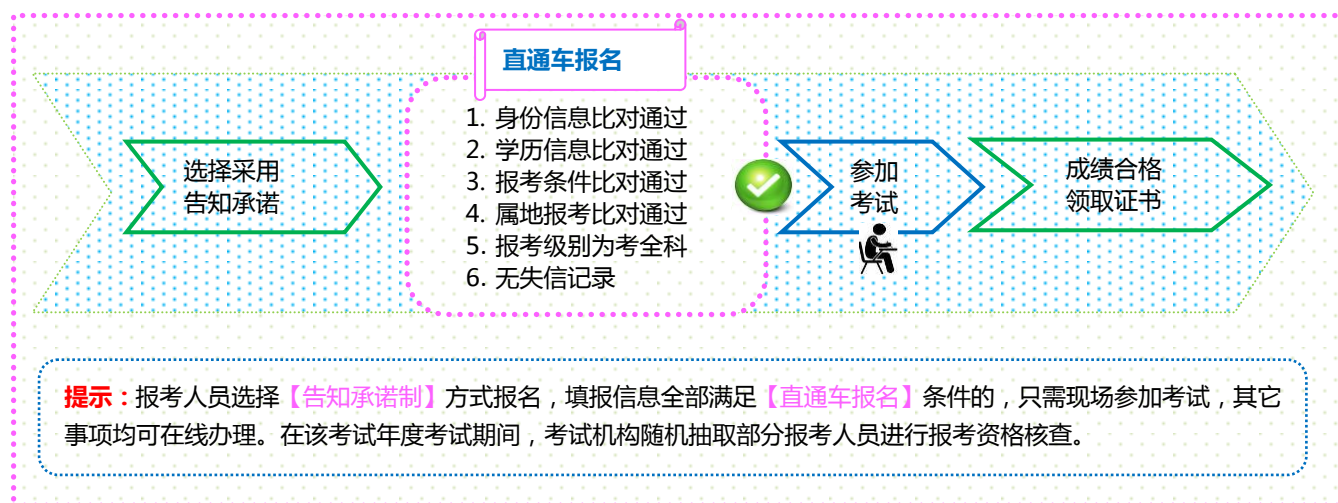 直通车报名
选择采用
告知承诺
1. 身份信息比对通过
2. 学历信息比对通过
3. 报考条件比对通过
4. 属地报考比对通过
5. 报考级别为考全科
6. 无失信记录
参加
考试
成绩合格
领取证书
提示：报考人员选择【告知承诺制】方式报名，填报信息全部满足【直通车报名】条件的，只需现场参加考试，其它
事项均可在线办理。在该考试年度考试期间，考试机构随机抽取部分报考人员进行报考资格核查。